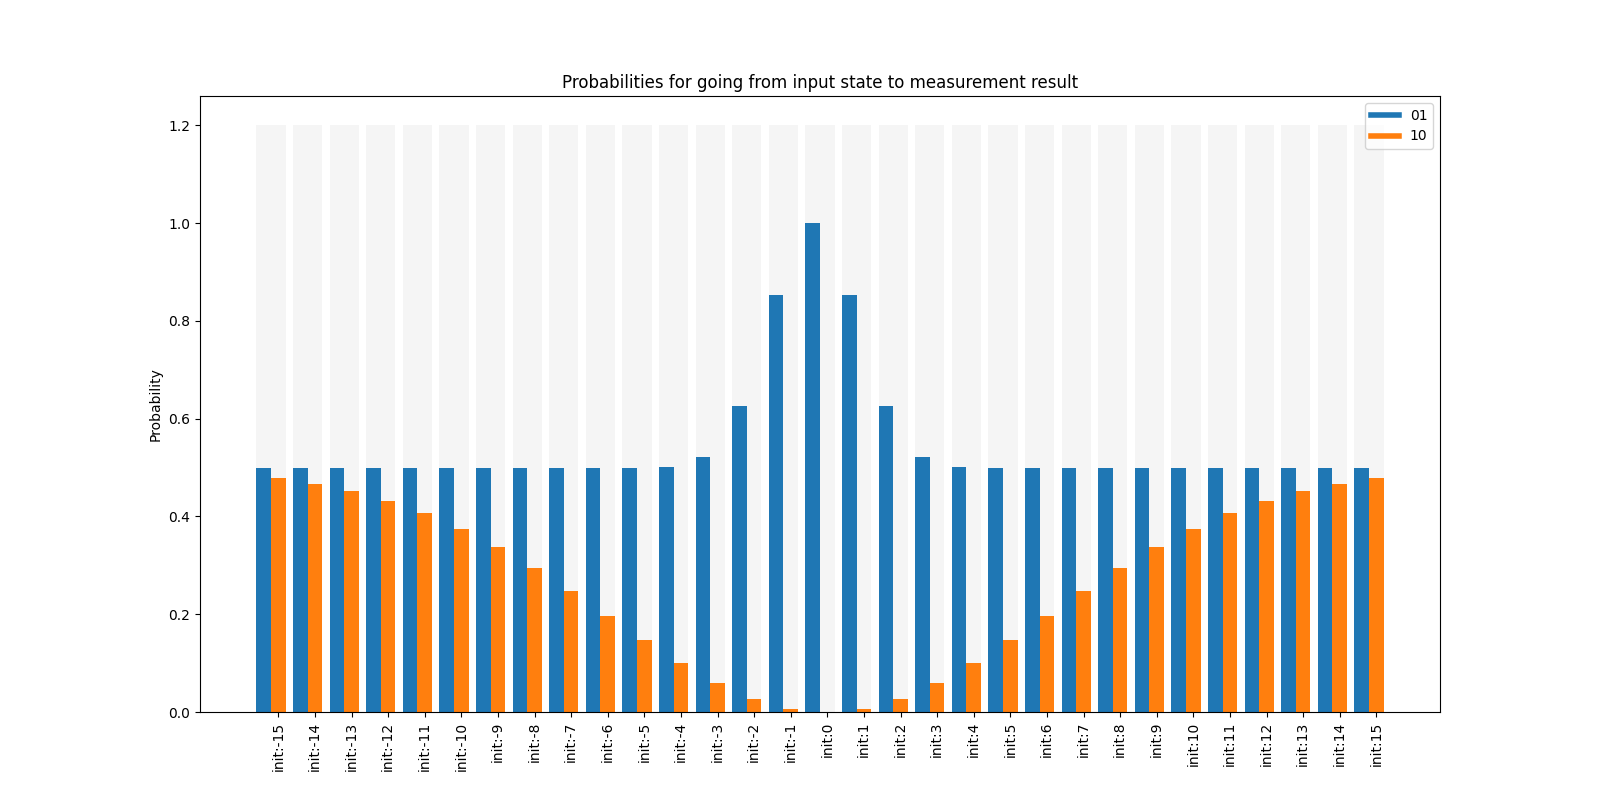 Probabilities for going from input state to measurement result
01
10
1.2
1.0
0.8
0.6
0.4
0.2
0.0
Probability
init:-15
init:-14
init:-13
init:-12
init:-11
init:-10
init:-9
init:-8
init:-7
init:-6
init:-5
init:-4
init:-3
init:-2
init:-1
init:0
init:1
init:2
init:3
init:4
init:5
init:6
init:7
init:8
init:9
init:10
init:11
init:12
init:13
init:14
init:15